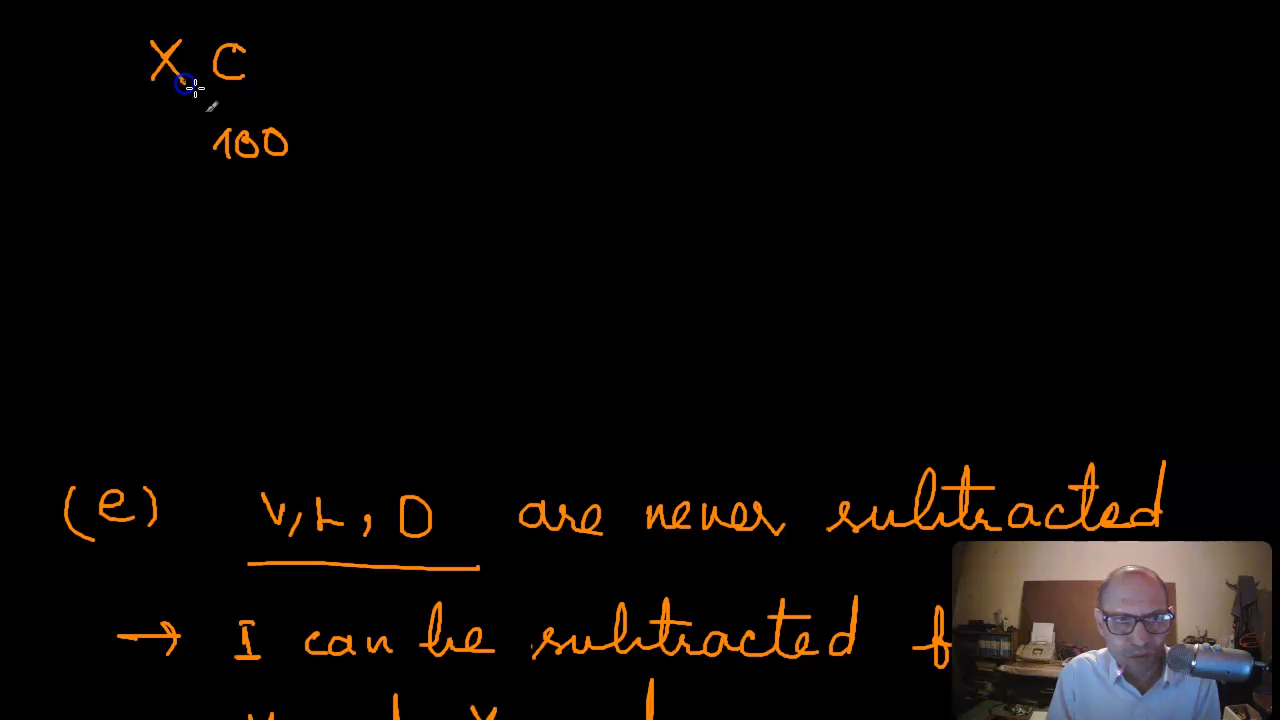 X C
100
(e) V, L, D are never subtracted
→ I can be subtracted f